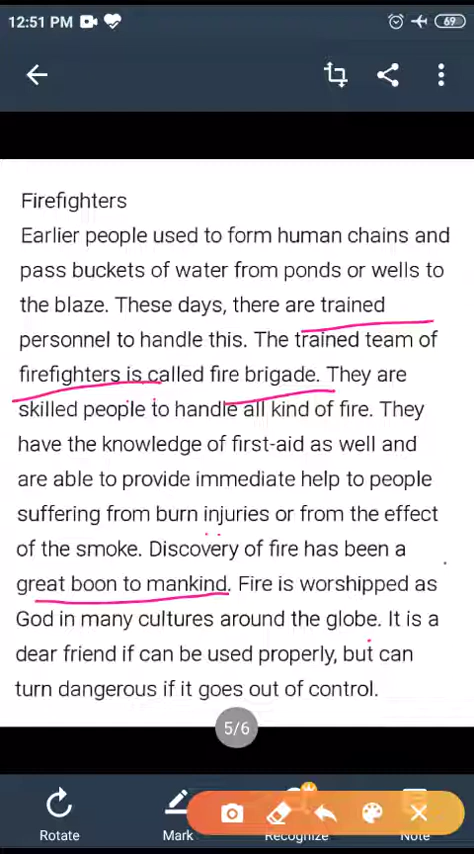 12:51 PM
69
Firefighters
Earlier people used to form human chains and
pass buckets of water from ponds or wells to
the blaze. These days, there are trained
personnel to handle this. The trained team of
firefighters is called fire brigade. They are
skilled people to handle all kind of fire. They
have the knowledge of first-aid as well and
are able to provide immediate help to people
suffering from burn injuries or from the effect
of the smoke. Discovery of fire has been a
great boon to mankind. Fire is worshipped as
God in many cultures around the globe. It is a
dear friend if can be used properly, but can
turn dangerous if it goes out of control.
5/6
Rotate
Mark
Recognize
Note